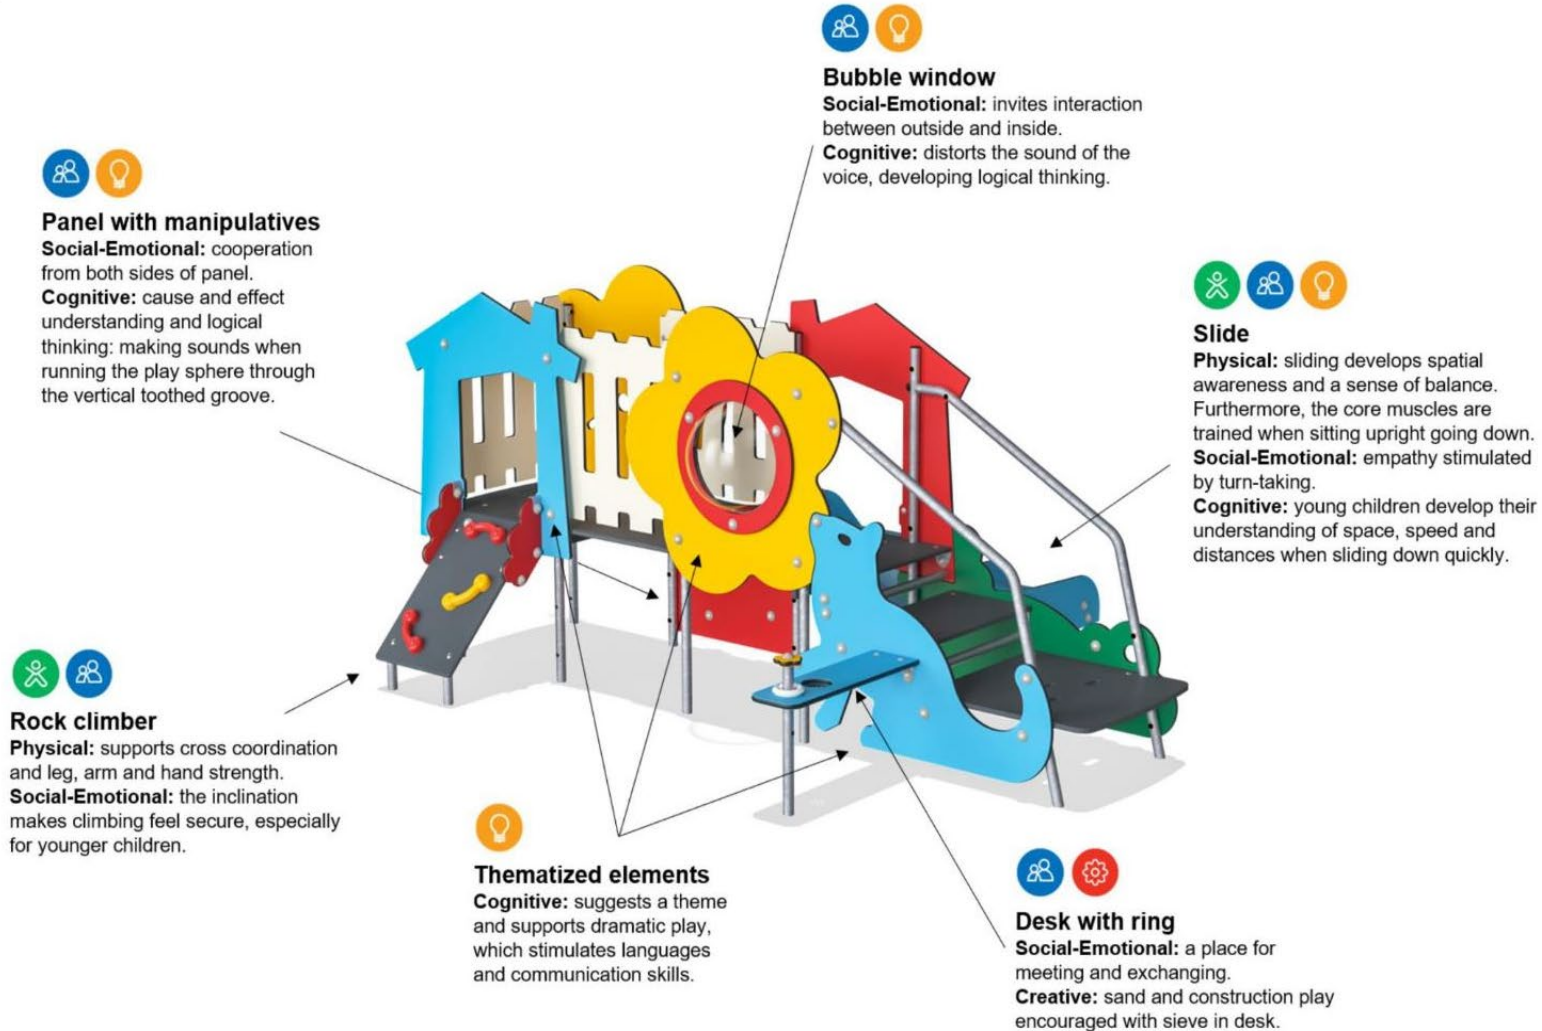 Bubble window
Social-Emotional: invites interaction
between outside and inside.
Cognitive: distorts the sound of the
voice, developing logical thinking.
Panel with manipulatives
Social-Emotional: cooperation
from both sides of panel.
Cognitive: cause and effect
understanding and logical
thinking: making sounds when
running the play sphere through
the vertical toothed groove.
Slide
Physical: sliding develops spatial
awareness and a sense of balance.
Furthermore, the core muscles are
trained when sitting upright going down.
Social-Emotional: empathy stimulated
by turn-taking.
Cognitive: young children develop their
understanding of space, speed and
distances when sliding down quickly.
Rock climber
Physical: supports cross coordination
and leg, arm and hand strength.
Social-Emotional: the inclination
makes climbing feel secure, especially
for younger children.
Thematized elements
Cognitive: suggests a theme
and supports dramatic play,
which stimulates languages
and communication skills.
Desk with ring
Social-Emotional: a place for
meeting and exchanging.
Creative: sand and construction play
encouraged with sieve in desk.